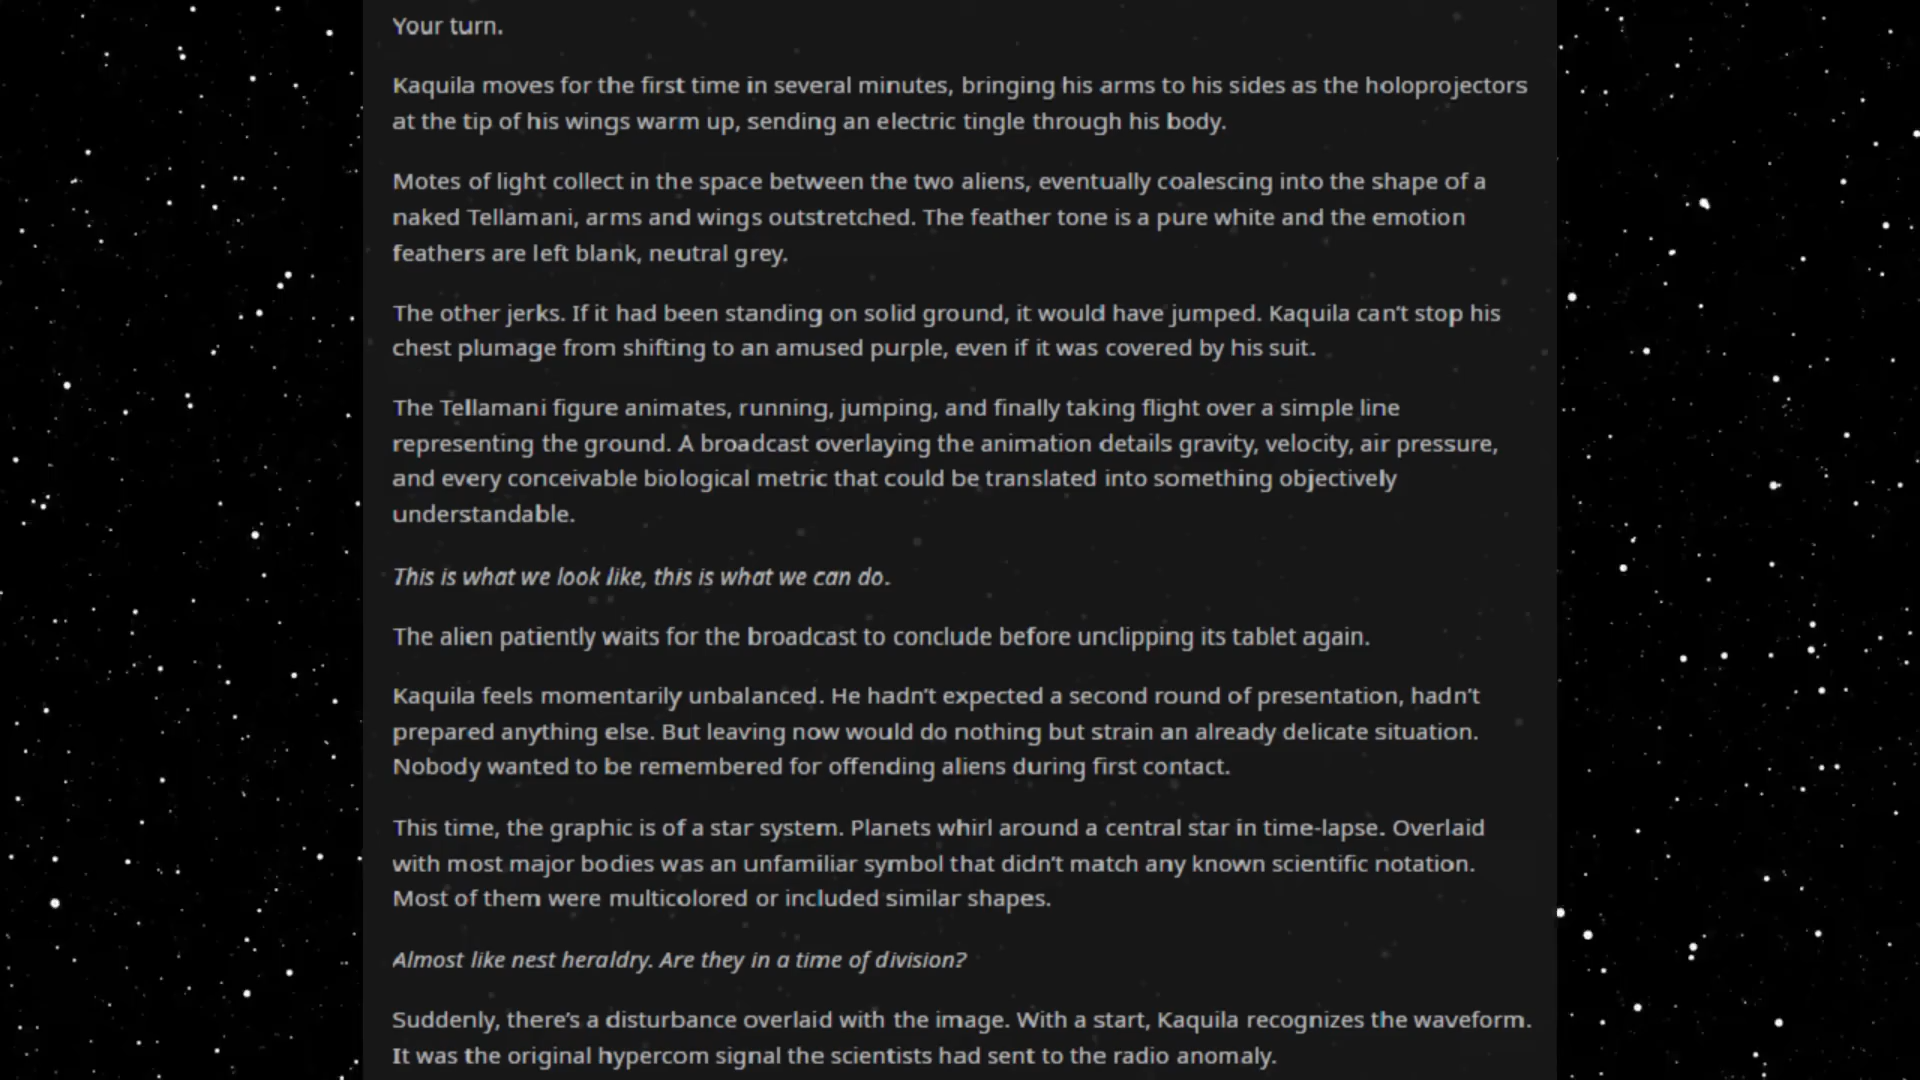 Your turn.
Kaquila moves for the first time in several minutes, bringing his arms to his sides as the holoprojectors
at the tip of his wings warm up, sending an electric tingle through his body.
Motes of light collect in the space between the two aliens, eventually coalescing into the shape of a
naked Tellamani, arms and wings outstretched. The feather tone is a pure white and the emotion
feathers are left blank, neutral grey.
The other jerks. If it had been standing on solid ground, it would have jumped. Kaquila can’t stop his
chest plumage from shifting to an amused purple, even if it was covered by his suit.
The Tellamani figure animates, running, jumping, and finally taking flight over a simple line
representing the ground. A broadcast overlaying the animation details gravity, velocity, air pressure,
and every conceivable biological metric that could be translated into something objectively
understandable.
This is what we look like, this is what we can do.
The alien patiently waits for the broadcast to conclude before unclipping its tablet again.
Kaquila feels momentarily unbalanced. He hadn’t expected a second round of presentation, hadn’t
prepared anything else. But leaving now would do nothing but strain an already delicate situation.
Nobody wanted to be remembered for offending aliens during first contact.
This time, the graphic is of a star system. Planets whirl around a central star in time-lapse. Overlaid
with most major bodies was an unfamiliar symbol that didn’t match any known scientific notation.
Most of them were multicolored or included similar shapes.
Almost like nest heraldry. Are they in a time of division?
Suddenly, there’s a disturbance overlaid with the image. With a start, Kaquila recognizes the waveform.
It was the original hypercom signal the scientists had sent to the radio anomaly.